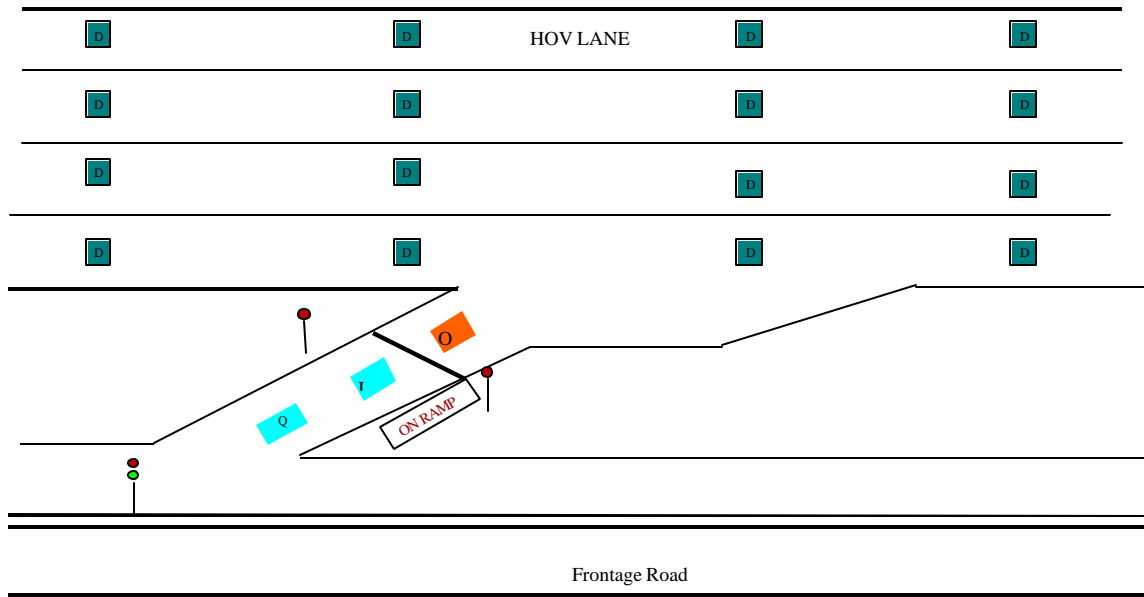 D D HOV LANE D D
D D D D
D D
D D
D D D D
O
I
ON RAMP
Q
Frontage Road